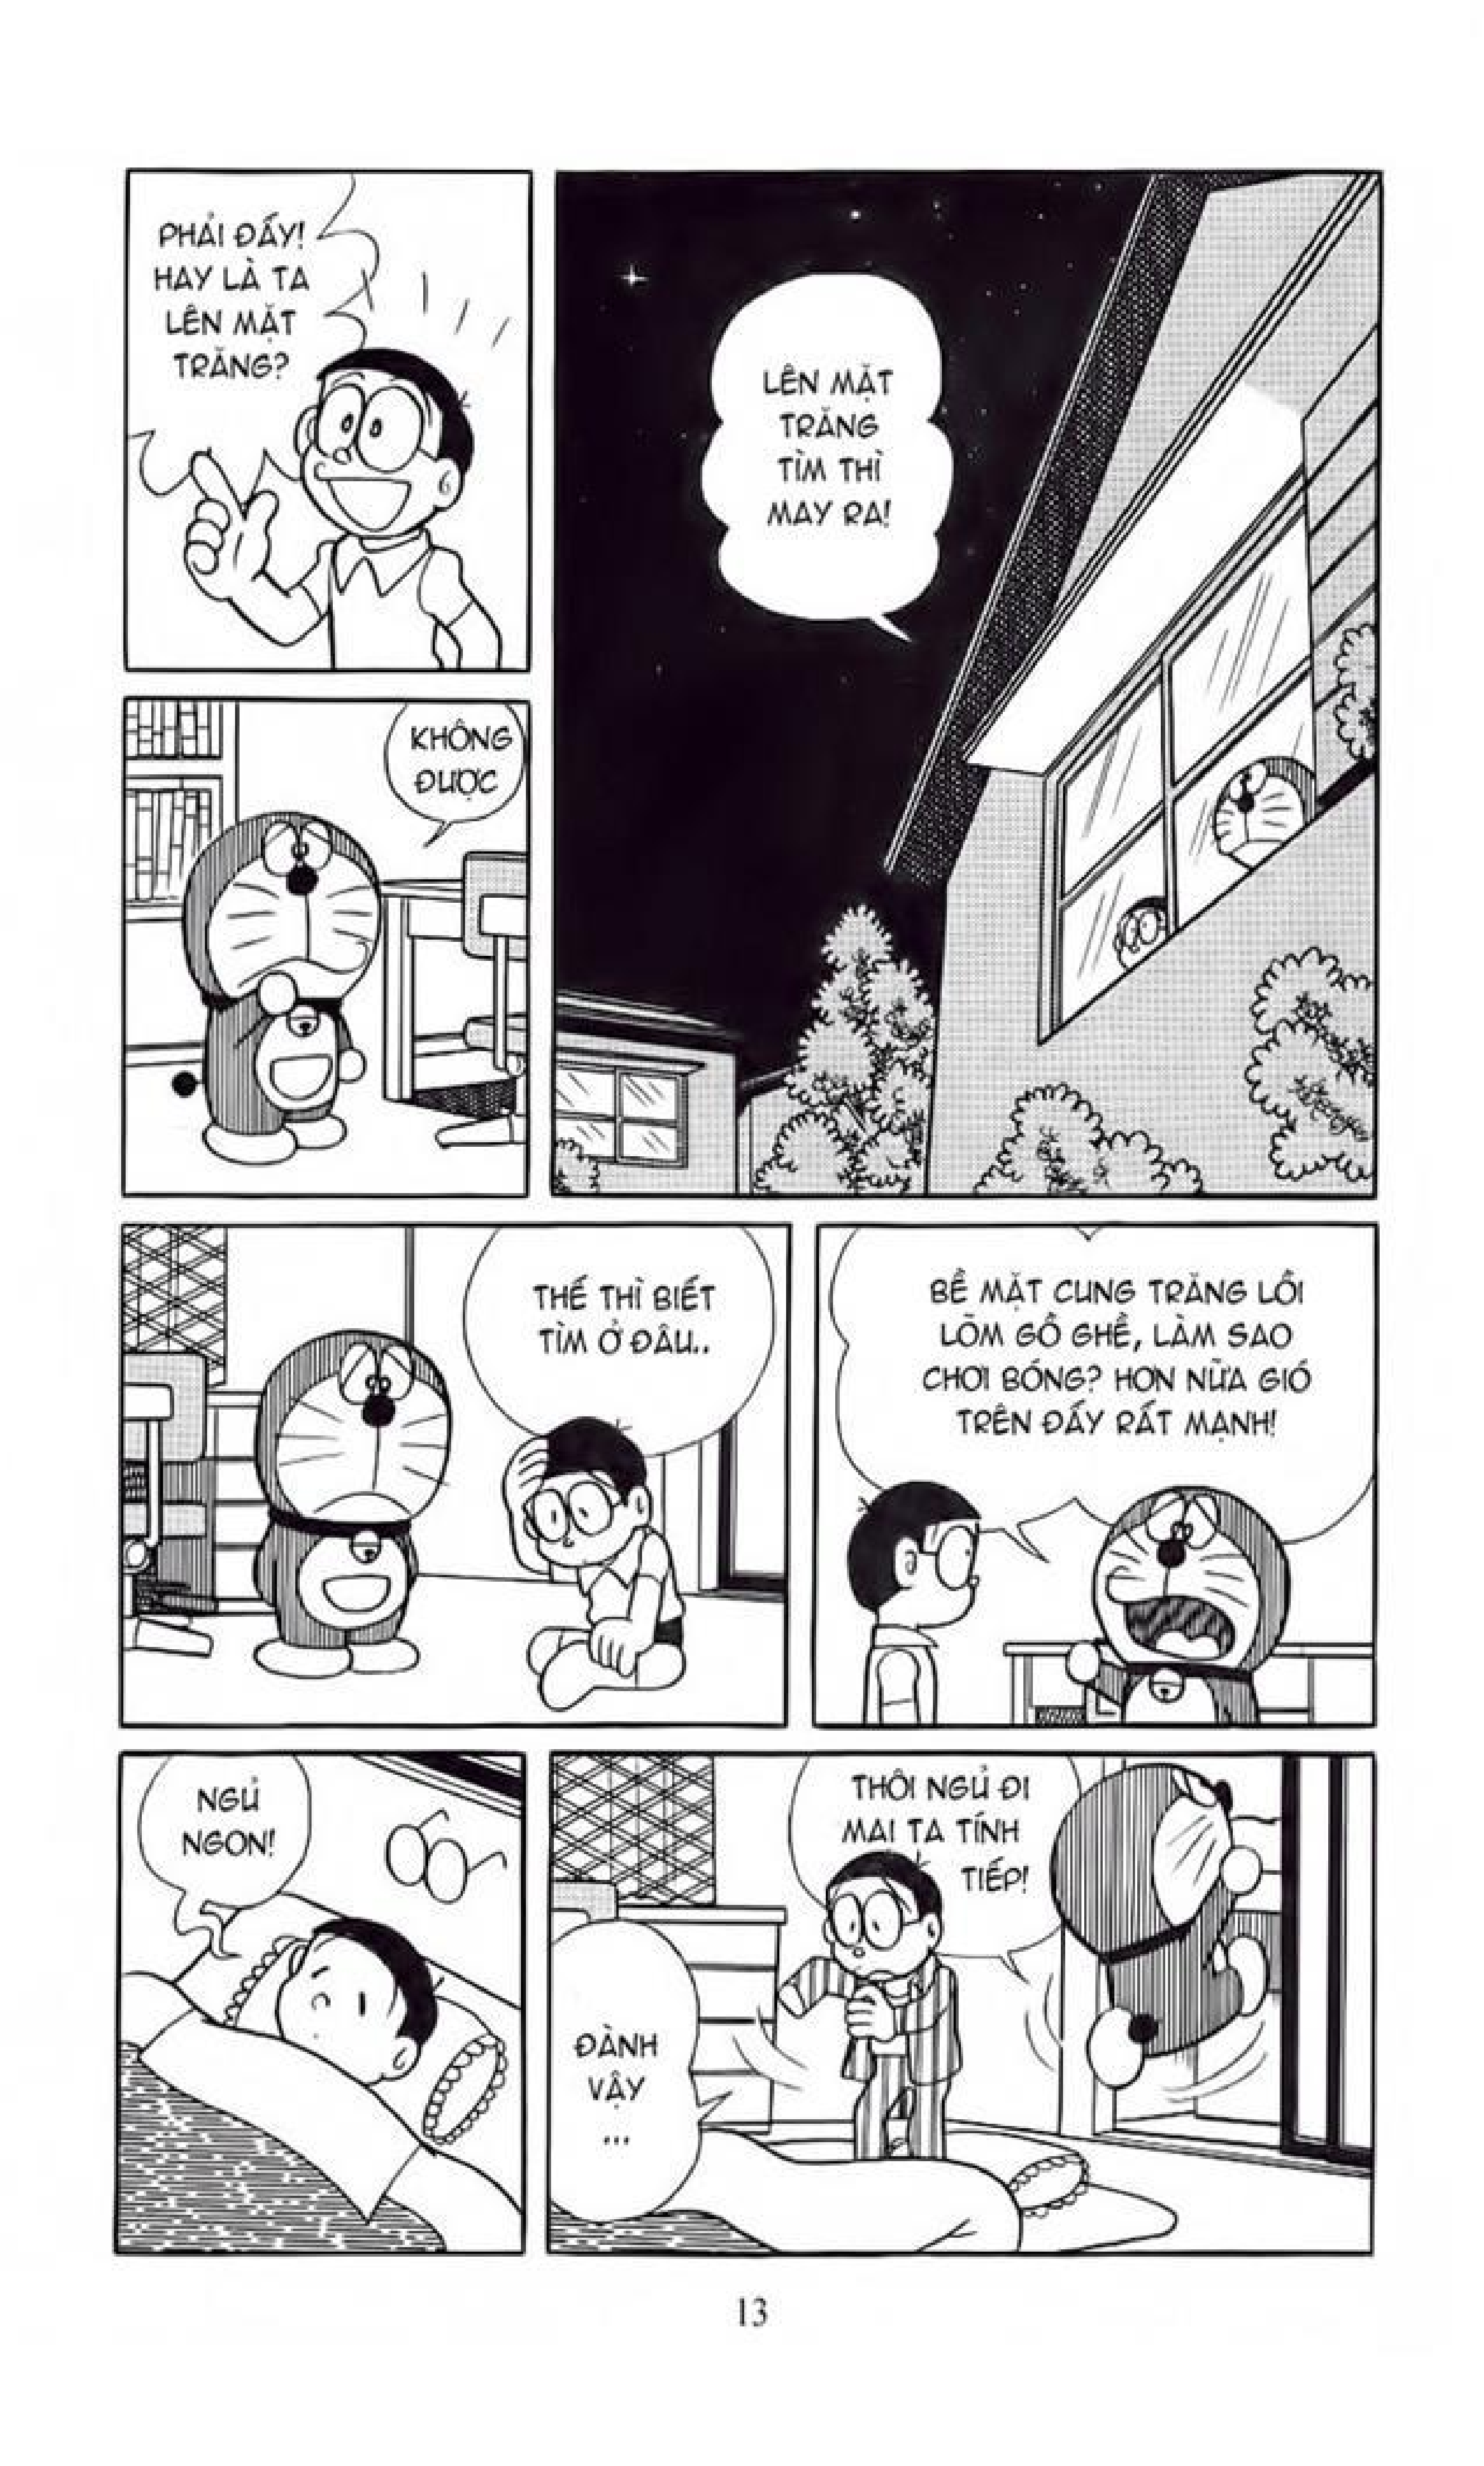 LÊN MẶT
TRĂNG
TÌM THÌ
MAY RA!
PHẢI ĐẤY!
HAY LÀ TA
LÊN MẶT
TRĂNG?
KHÔNG
ĐƯỢC
BỀ MẶT CUNG TRĂNG LỒI
LÕM GỒ GHỀ, LÀM SAO
CHƠI BÓNG? HƠN NỮA GIÓ
TRÊN ĐẤY RẤT MẠNH!
THẾ THÌ BIẾT
TÌM Ở ĐÂU..
THÔI NGỦ ĐI
MAI TA TÍNH
TIẾP!
ĐÀNH
VẬY
...
NGỦ
NGON!
13